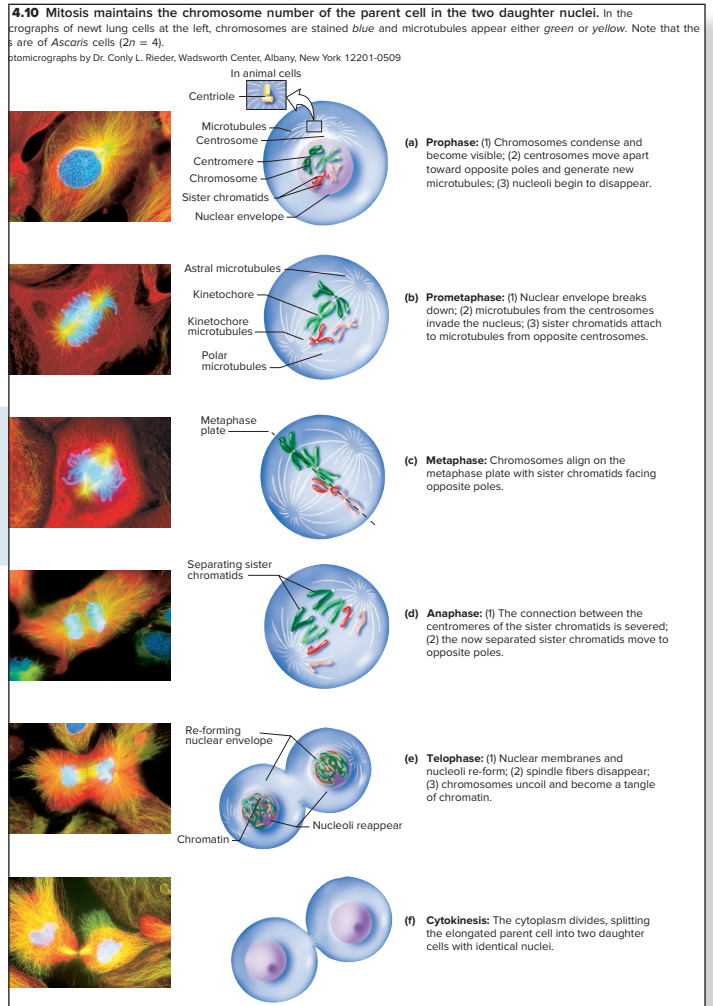 4.10 Mitosis maintains the chromosome number of the parent cell in the two daughter nuclei. In the
crographs of newt lung cells at the left, chromosomes are stained blue and microtubules appear either green or yellow. Note that the
s are of Ascaris cells (2n = 4).
otomicrographs by Dr. Conly L. Rieder, Wadsworth Center, Albany, New York 12201-0509
In animal cells
Centriole
Microtubules
Centrosome
Centromere
Chromosome
Sister chromatids
Nuclear envelope
(a) Prophase: (1) Chromosomes condense and
become visible; (2) centrosomes move apart
toward opposite poles and generate new
microtubules; (3) nucleoli begin to disappear.
Astral microtubules
Kinetochore
Kinetochore
microtubules
Polar
microtubules
(b) Prometaphase: (1) Nuclear envelope breaks
down; (2) microtubules from the centrosomes
invade the nucleus; (3) sister chromatids attach
to microtubules from opposite centrosomes.
Metaphase
plate
(c) Metaphase: Chromosomes align on the
metaphase plate with sister chromatids facing
opposite poles.
Separating sister
chromatids
(d) Anaphase: (1) The connection between the
centromeres of the sister chromatids is severed;
(2) the now separated sister chromatids move to
opposite poles.
Re-forming
nuclear envelope
Nucleoli reappear
Chromatin
(e) Telophase: (1) Nuclear membranes and
nucleoli re-form; (2) spindle fibers disappear;
(3) chromosomes uncoil and become a tangle
of chromatin.
(f) Cytokinesis: The cytoplasm divides, splitting
the elongated parent cell into two daughter
cells with identical nuclei.